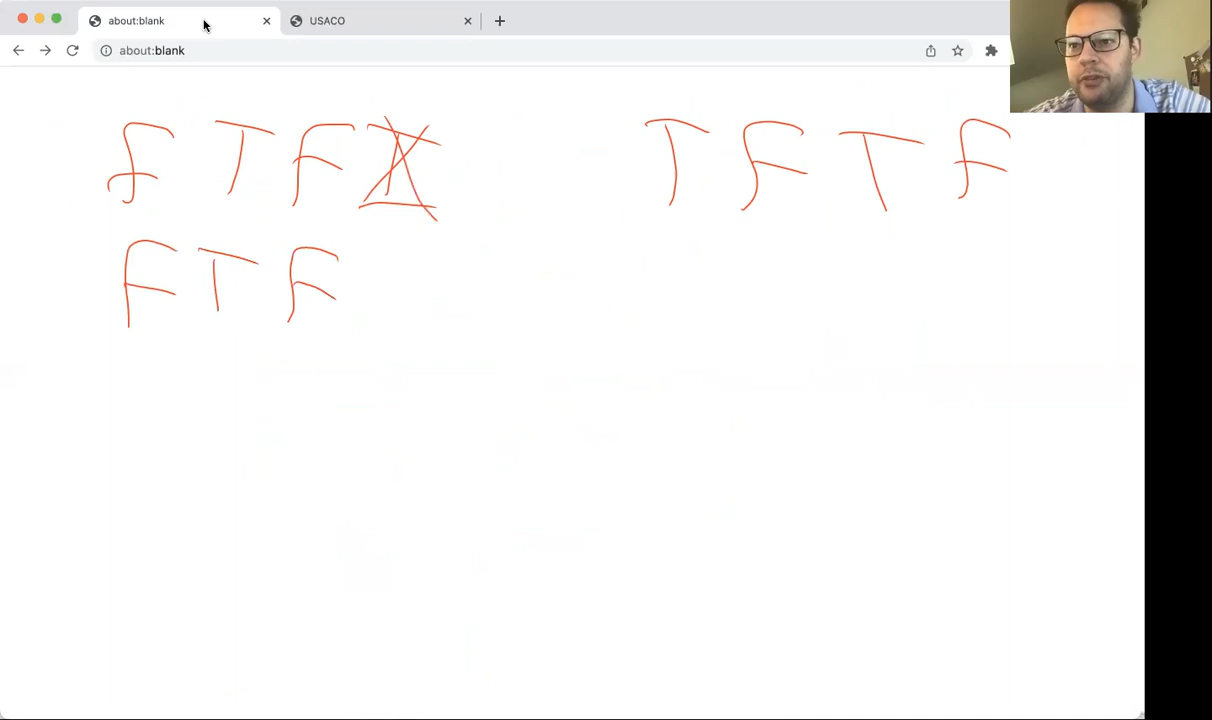 about:blank
USACO
about:blank
F T F
T F T F
F T F